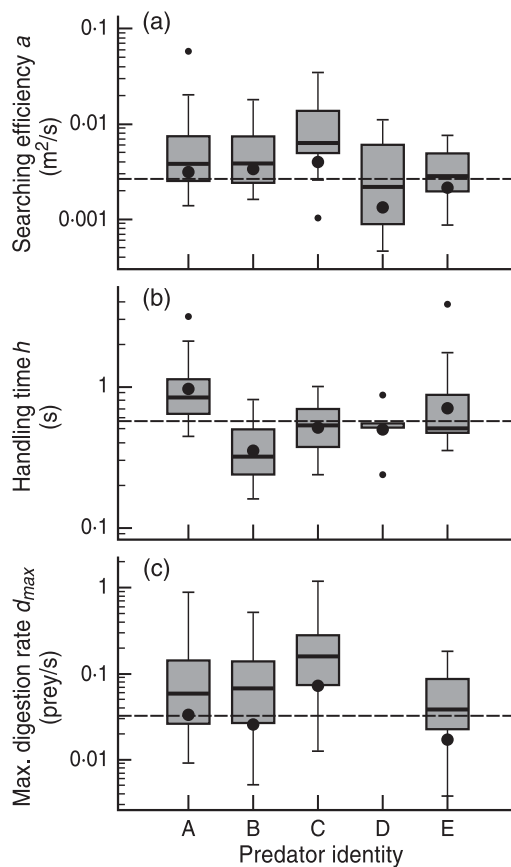 (a)
Searching efficiency a
(m²/s)
0·1
0·01
0·001
(b)
Handling time h
(s)
1
0·1
(c)
Max. digestion rate dmax
(prey/s)
1
0·1
0·01
A B C D E
Predator identity